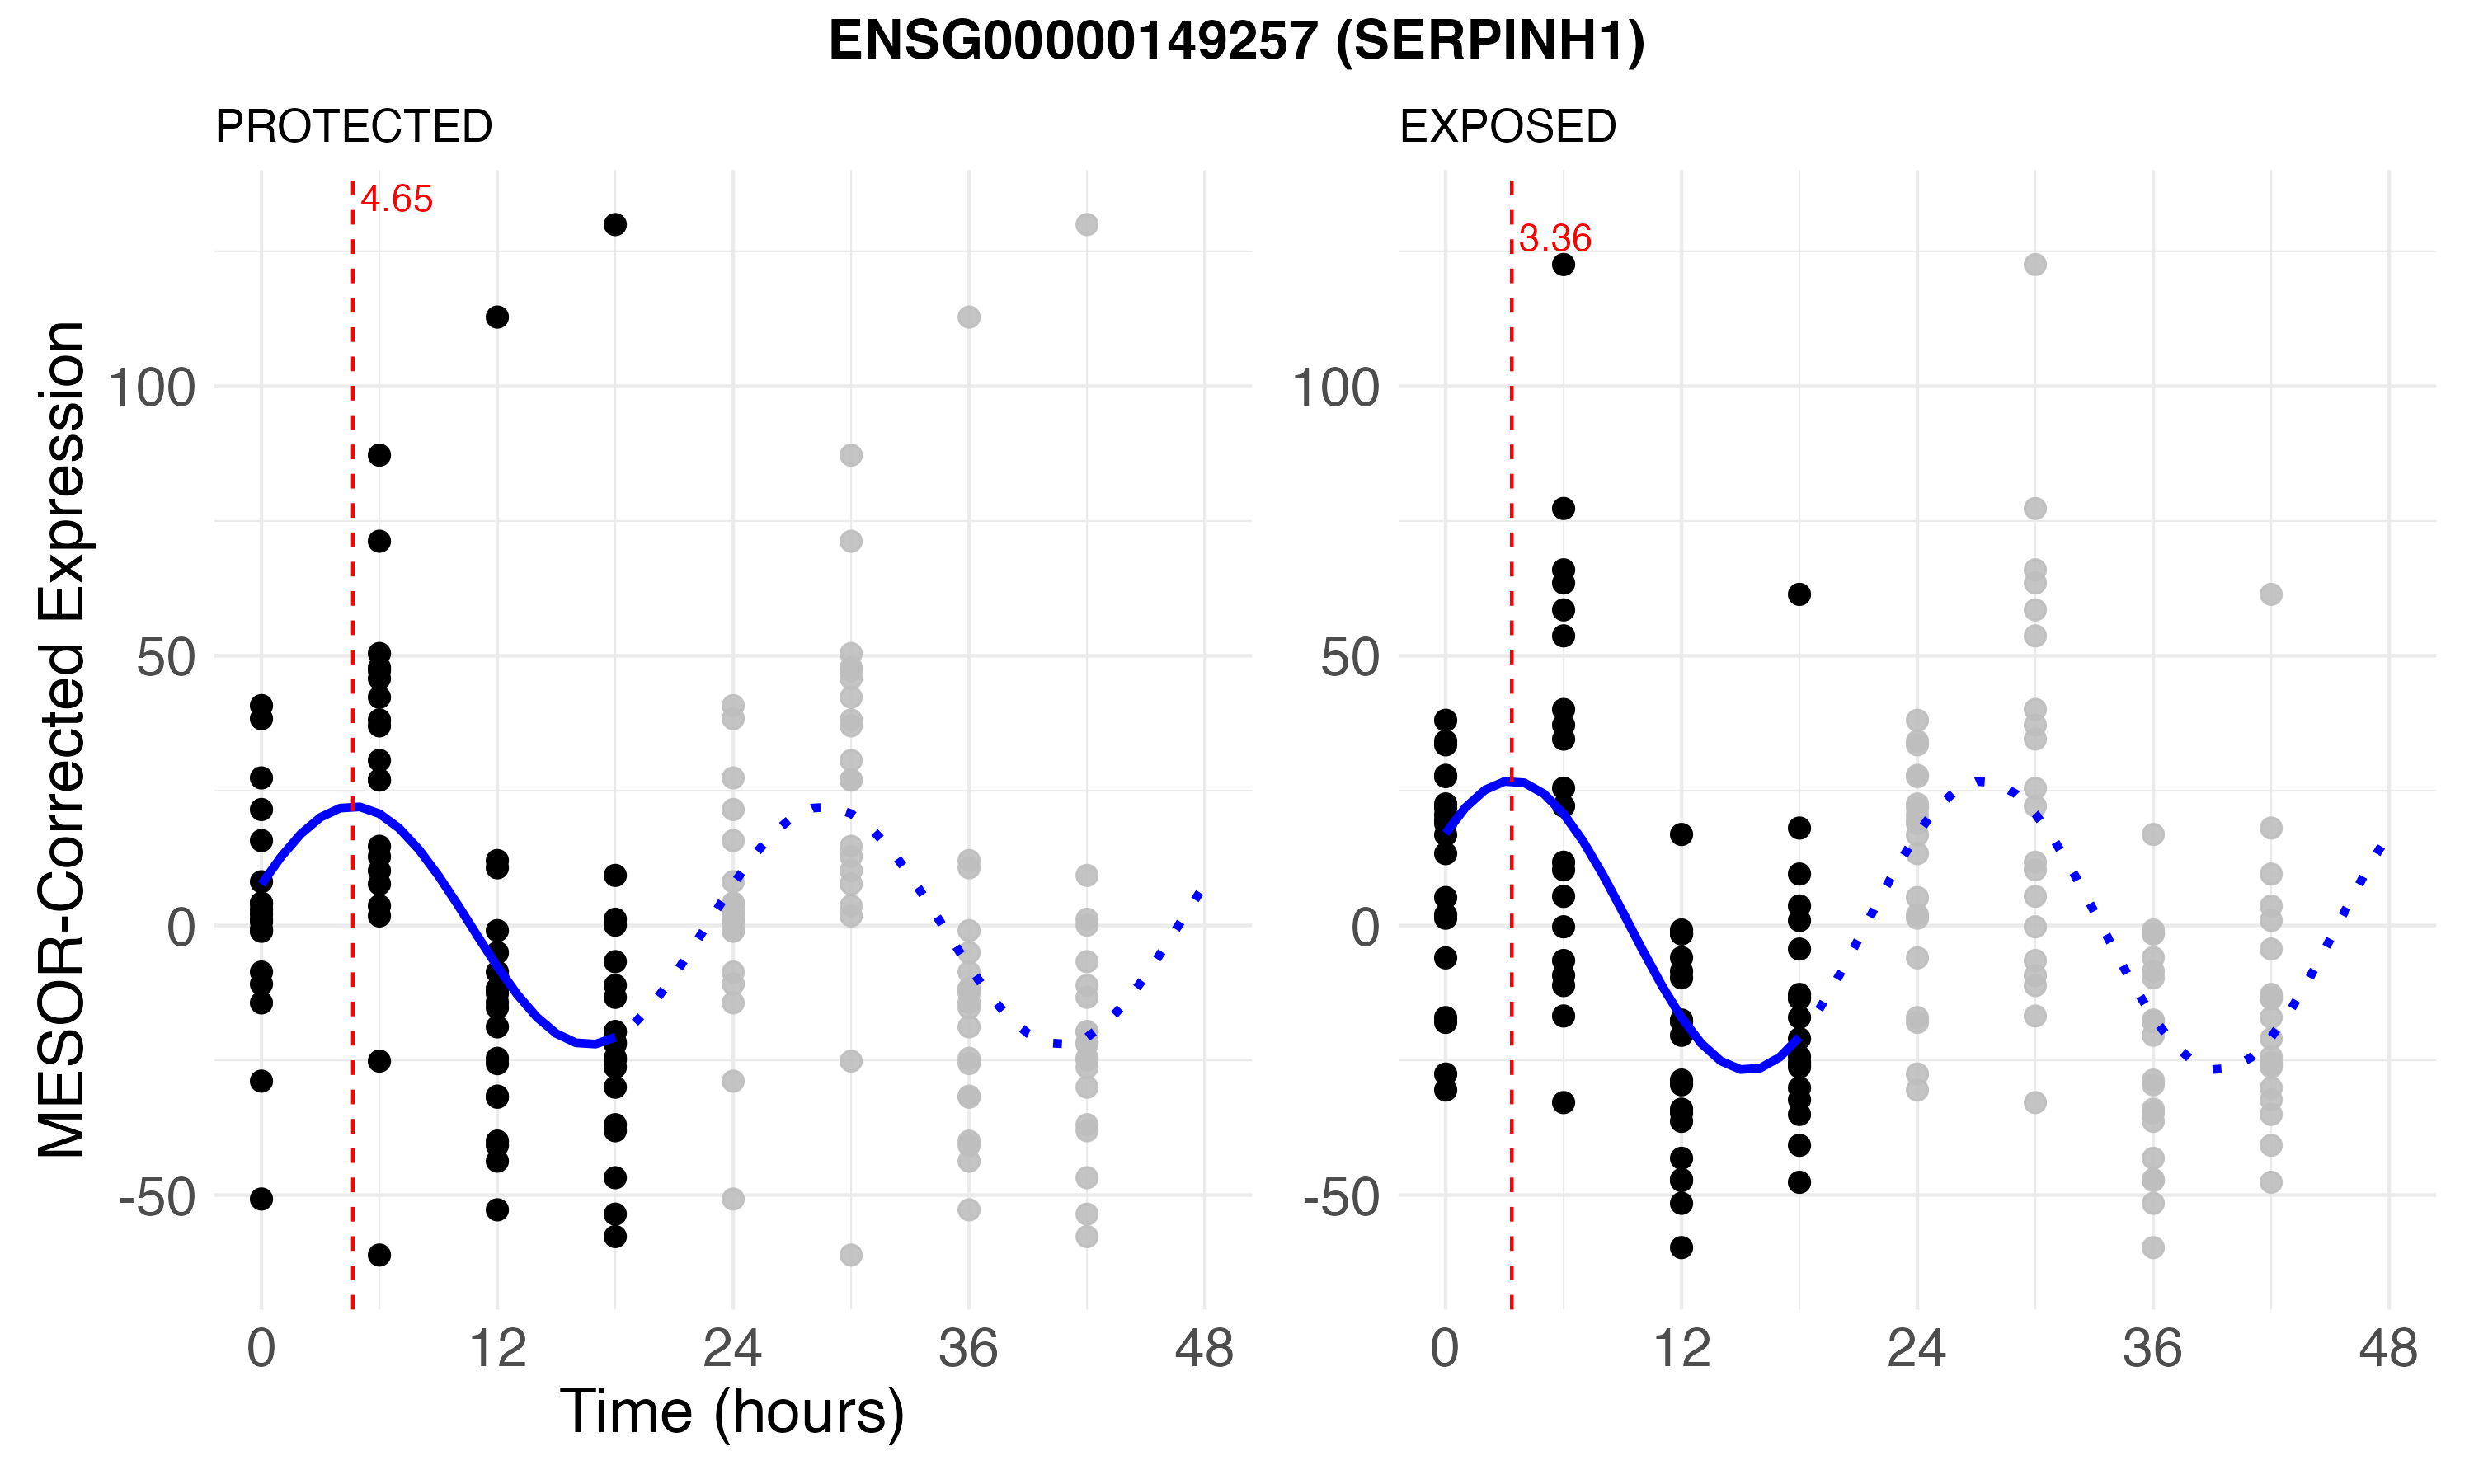 ENSG00000149257 (SERPINH1)
PROTECTED
EXPOSED
4.65
3.36
MESOR-Corrected Expression
100
50
0
-50
100
50
0
-50
0 12 24 36 48
0 12 24 36 48
Time (hours)